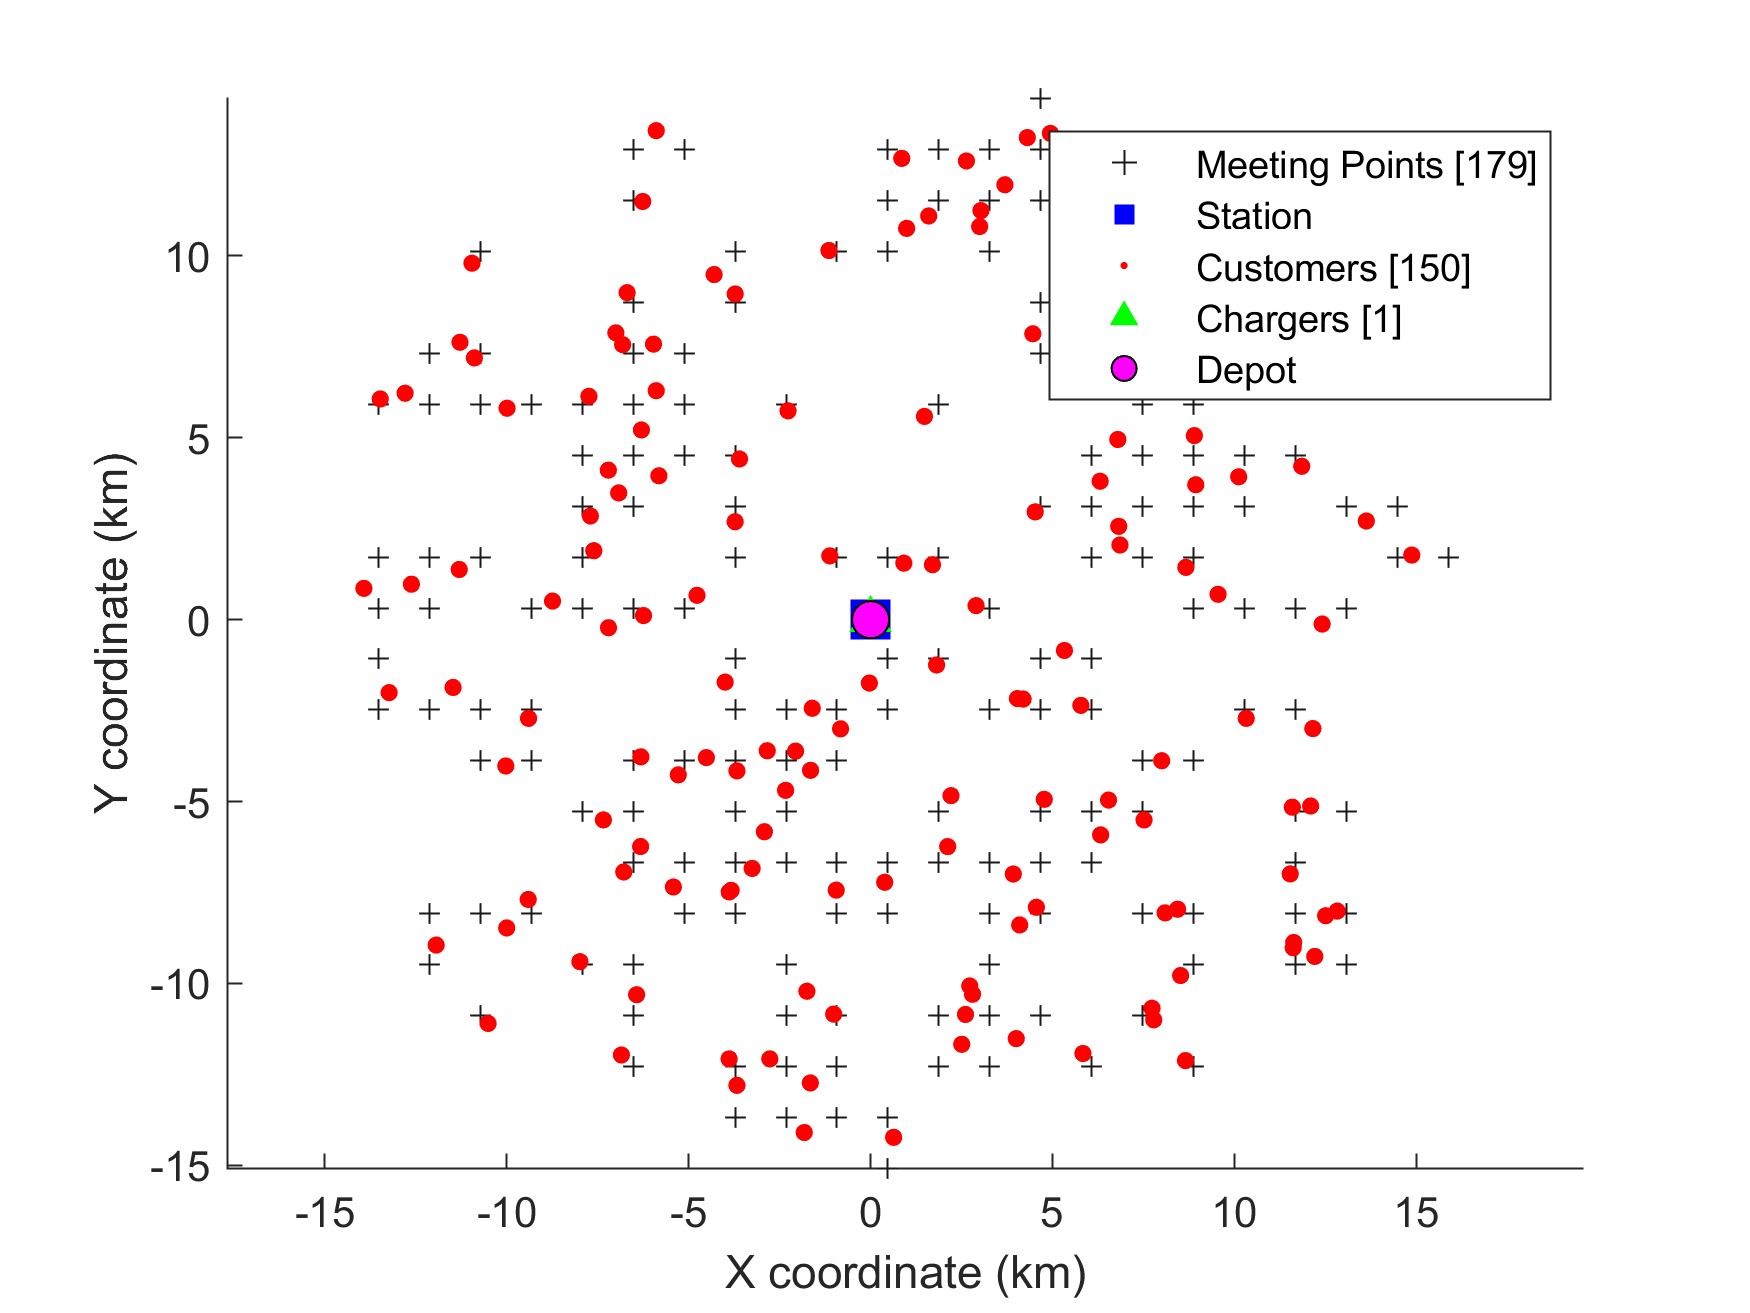 Meeting Points [179]
Station
Customers [150]
Chargers [1]
Depot
10
5
0
-5
-10
-15
Y coordinate (km)
-15
-10
-5
0
5
10
15
X coordinate (km)